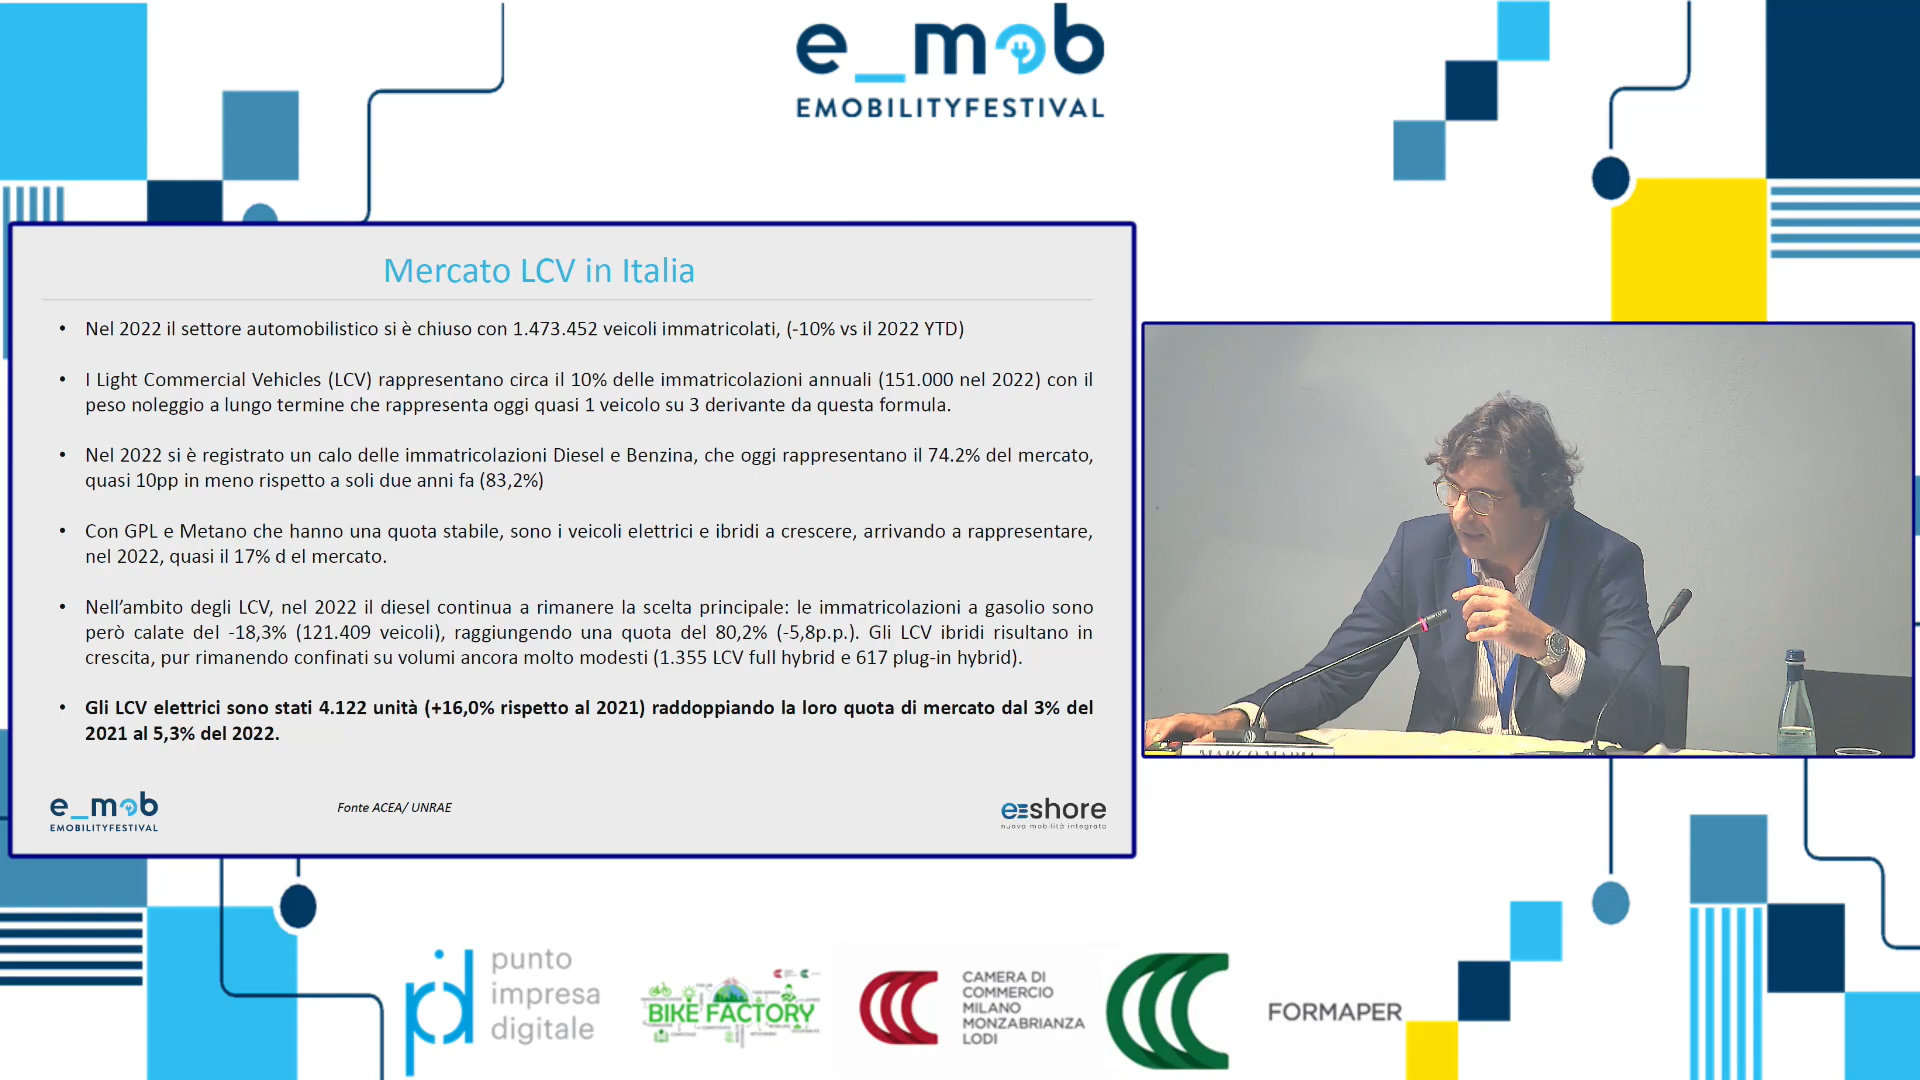 e_mob
EMOBILITYFESTIVAL
Mercato LCV in Italia
• Nel 2022 il settore automobilistico si è chiuso con 1.473.452 veicoli immatricolati, (-10% vs il 2022 YTD)
• I Light Commercial Vehicles (LCV) rappresentano circa il 10% delle immatricolazioni annuali (151.000 nel 2022) con il
peso noleggio a lungo termine che rappresenta oggi quasi 1 veicolo su 3 derivante da questa formula.
• Nel 2022 si è registrato un calo delle immatricolazioni Diesel e Benzina, che oggi rappresentano il 74.2% del mercato,
quasi 10pp in meno rispetto a soli due anni fa (83,2%)
• Con GPL e Metano che hanno una quota stabile, sono i veicoli elettrici e ibridi a crescere, arrivando a rappresentare,
nel 2022, quasi il 17% d el mercato.
• Nell’ambito degli LCV, nel 2022 il diesel continua a rimanere la scelta principale: le immatricolazioni a gasolio sono
però calate del -18,3% (121.409 veicoli), raggiungendo una quota del 80,2% (-5,8p.p.). Gli LCV ibridi risultano in
crescita, pur rimanendo confinati su volumi ancora molto modesti (1.355 LCV full hybrid e 617 plug-in hybrid).
• Gli LCV elettrici sono stati 4.122 unità (+16,0% rispetto al 2021) raddoppiando la loro quota di mercato dal 3% del
2021 al 5,3% del 2022.
e_mob
EMOBILITYFESTIVAL
Fonte ACEA/ UNRAE
e-shore
nuova mobilità integrata
MARCO MARIA
punto
impresa
digitale
BIKE FACTORY
CAMERA DI
COMMERCIO
MILANO
MONZABRIANZA
LODI
FORMAPER